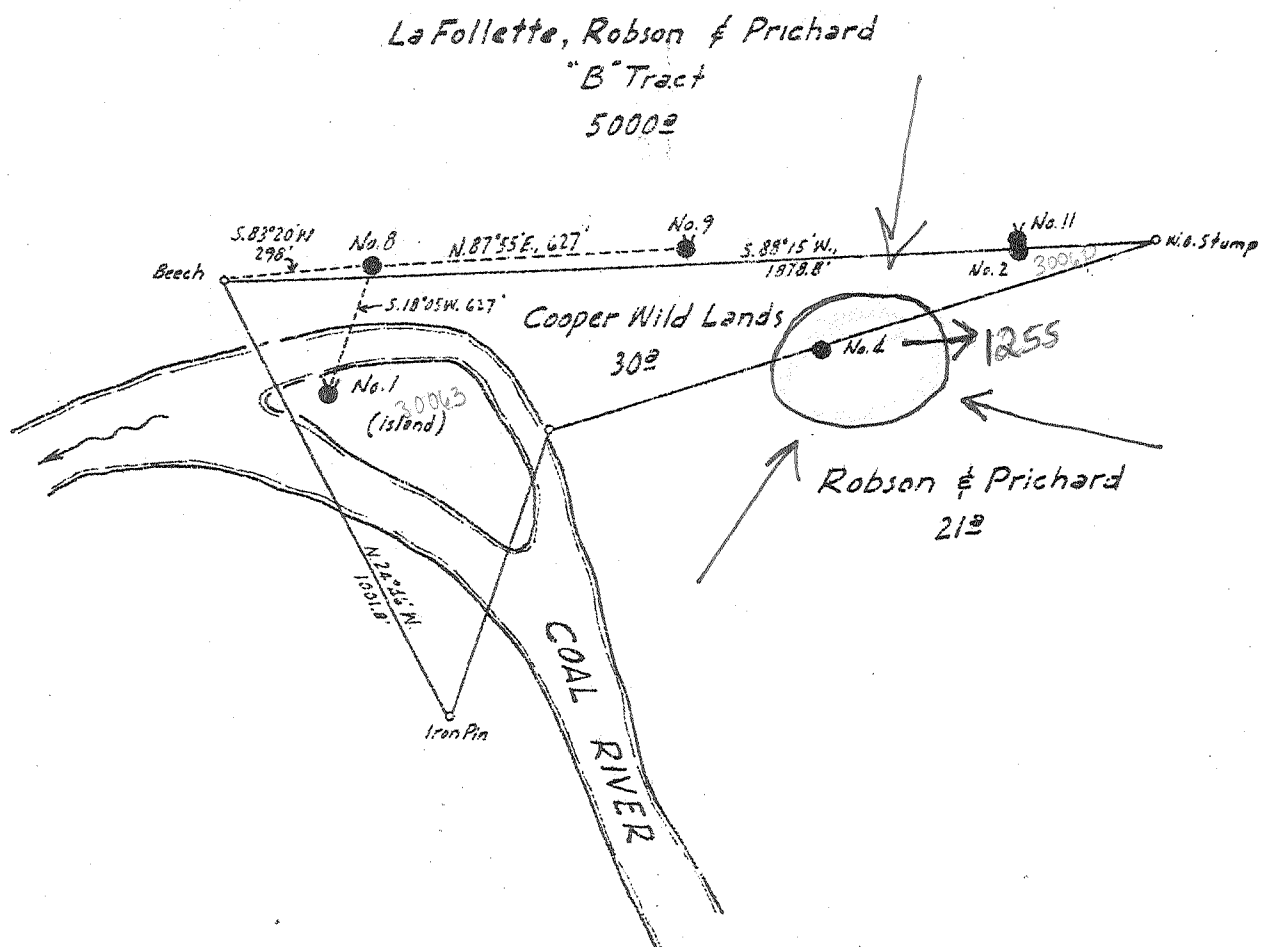 La Follette, Robson & Prichard
"B" Tract
5000a
S.83°20'W
298'
No.8
N.87°55'E., 627'
No.9
S.88°15'W.,
1878.8'
No.11
No.2
30060
W.O. Stump
Beech
S.18°05'W. 627'
Cooper Wild Lands
30a
No.4
1255
No.1
30063
(island)
Robson & Prichard
21a
N.24°46'W.
1001.8'
Iron Pin
COAL RIVER